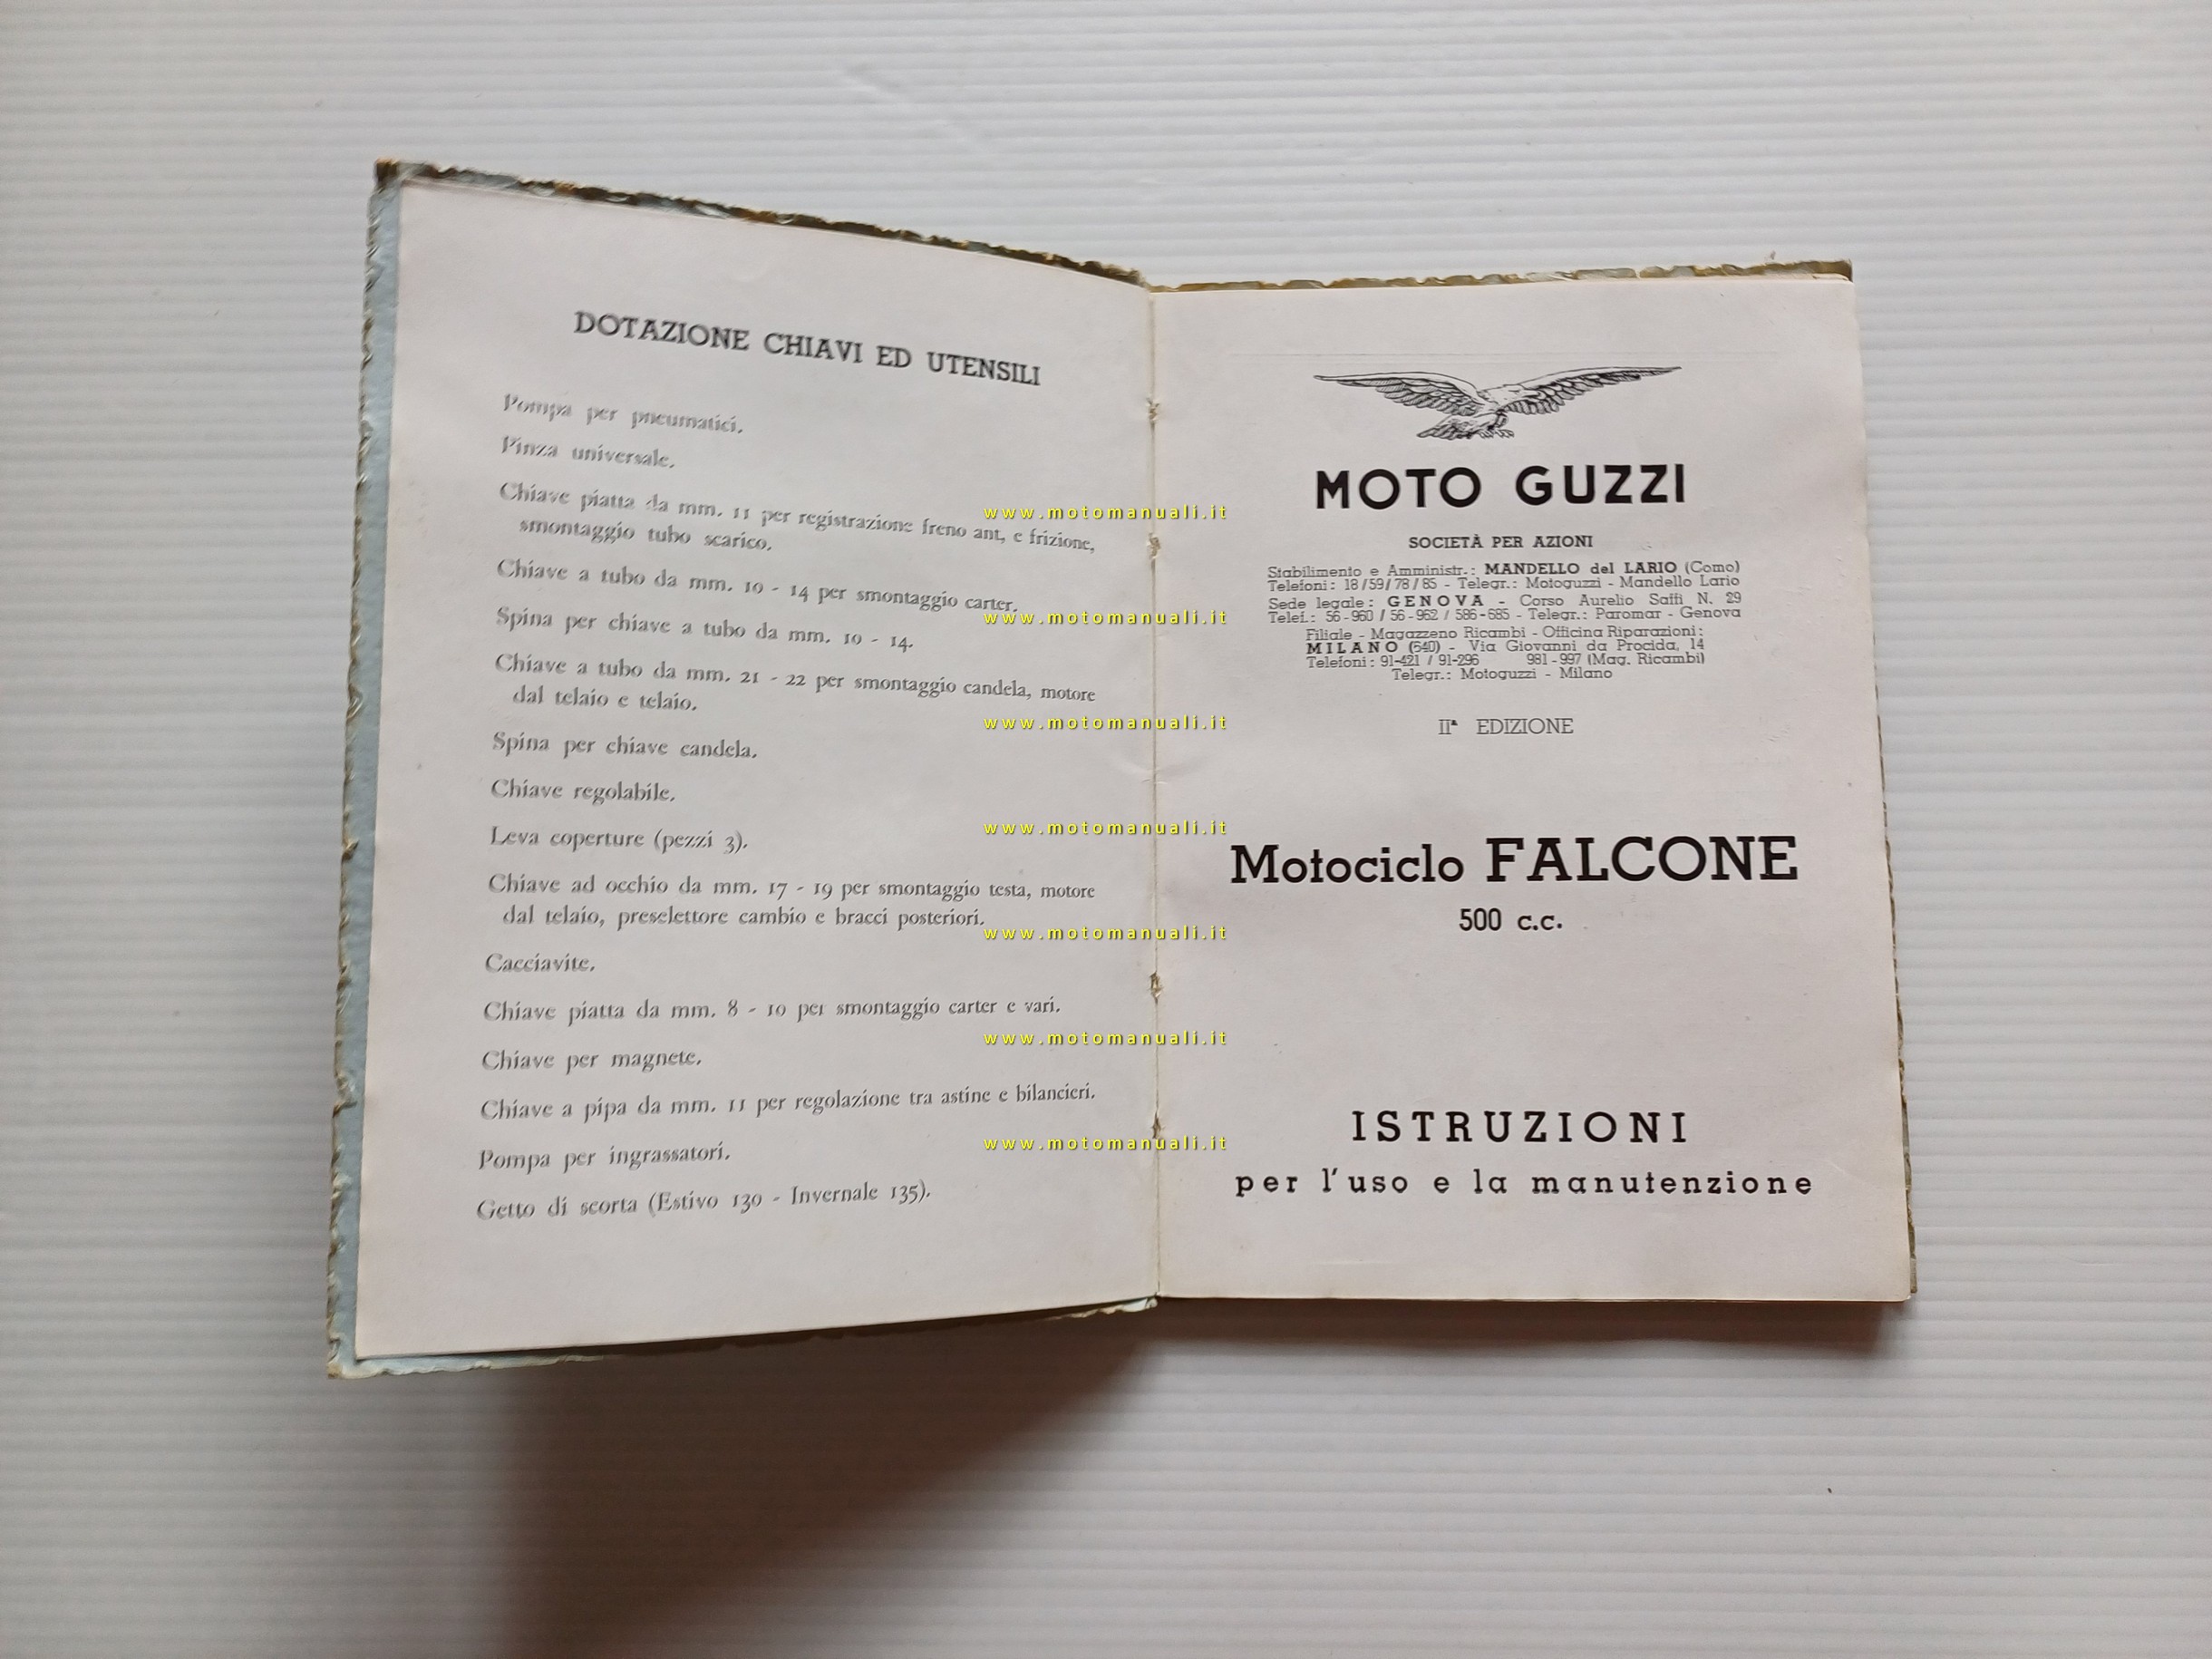 DOTAZIONE CHIAVI ED UTENSILI
Pompa per pneumatici.
Pinza universale.
Chiave piatta da mm. 11 per registrazione freno ant, e frizione,
smontaggio tubo scarico.
Chiave a tubo da mm. 10 - 14 per smontaggio carter.
Spina per chiave a tubo da mm. 10 - 14.
Chiave a tubo da mm. 21 - 22 per smontaggio candela, motore
dal telaio e telaio.
Spina per chiave candela.
Chiave regolabile.
Leva coperture (pezzi 3).
Chiave ad occhio da mm. 17 - 19 per smontaggio testa, motore
dal telaio, preselettore cambio e bracci posteriori.
Cacciavite.
Chiave piatta da mm. 8 - 10 per smontaggio carter e vari.
Chiave per magnete.
Chiave a pipa da mm. 11 per regolazione tra astine e bilancieri.
Pompa per ingrassatori.
Getto di scorta (Estivo 130 - Invernale 135).
www.motomanuali.it
www.motomanuali.it
www.motomanuali.it
www.motomanuali.it
www.motomanuali.it
www.motomanuali.it
www.motomanuali.it
MOTO GUZZI
SOCIETÀ PER AZIONI
Stabilimento e Amministr.: MANDELLO del LARIO (Como)
Telefoni: 18/59/78/85 - Telegr.: Motoguzzi - Mandello Lario
Sede legale: GENOVA - Corso Aurelio Saffi N. 29
Telef.: 56-960 / 56-962 / 586-685 - Telegr.: Paromar - Genova
Filiale - Magazzeno Ricambi - Officina Riparazioni:
MILANO (540) - Via Giovanni da Procida, 14
Telefoni: 91-421 / 91-296 981-997 (Mag. Ricambi)
Telegr.: Motoguzzi - Milano
IIª EDIZIONE
Motociclo FALCONE
500 c.c.
ISTRUZIONI
per l'uso e la manutenzione